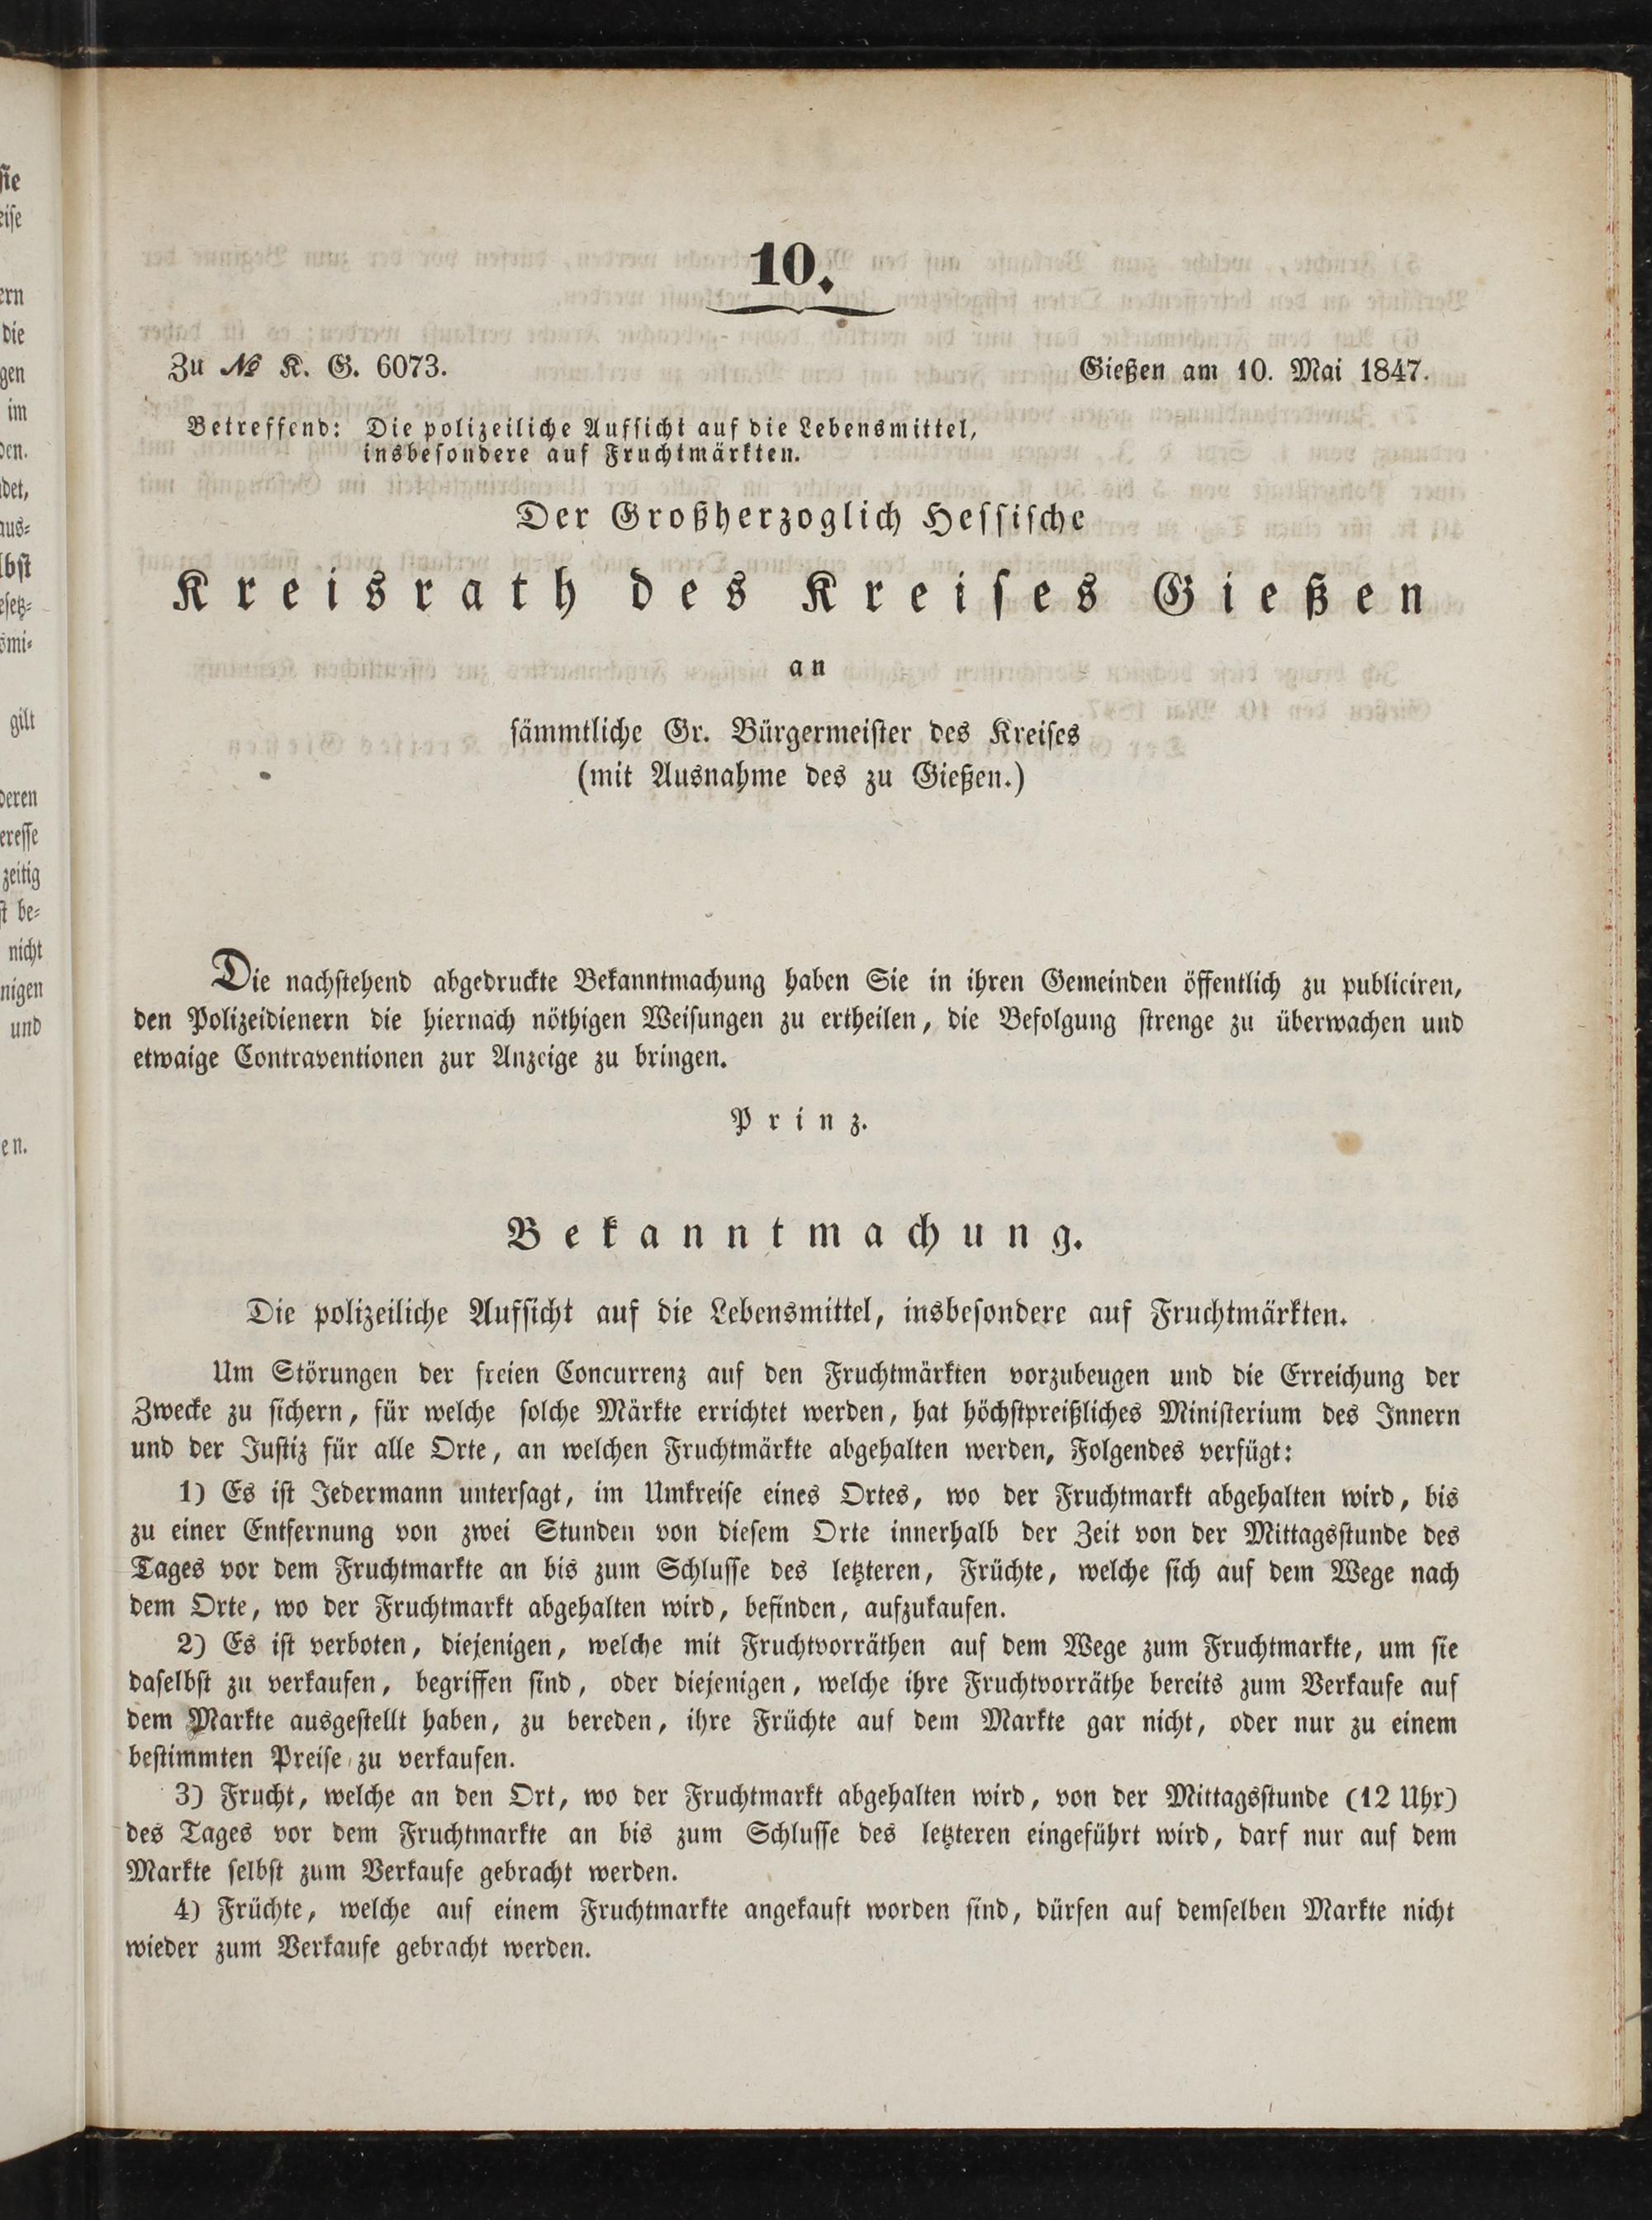 10.
Zu № K. G. 6073.
Gießen am 10. Mai 1847.
Betreffend: Die polizeiliche Aufsicht auf die Lebensmittel,
insbesondere auf Fruchtmärkten.
Der Großherzoglich Hessische
Kreisrath des Kreises Gießen
an
sämmtliche Gr. Bürgermeister des Kreises
(mit Ausnahme des zu Gießen.)
Die nachstehend abgedruckte Bekanntmachung haben Sie in ihren Gemeinden öffentlich zu publiciren,
den Polizeidienern die hiernach nöthigen Weisungen zu ertheilen, die Befolgung strenge zu überwachen und
etwaige Contraventionen zur Anzeige zu bringen.
Prinz.
Bekanntmachung.
Die polizeiliche Aufsicht auf die Lebensmittel, insbesondere auf Fruchtmärkten.
Um Störungen der freien Concurrenz auf den Fruchtmärkten vorzubeugen und die Erreichung der
Zwecke zu sichern, für welche solche Märkte errichtet werden, hat höchstpreißliches Ministerium des Innern
und der Justiz für alle Orte, an welchen Fruchtmärkte abgehalten werden, Folgendes verfügt:
1) Es ist Jedermann untersagt, im Umkreise eines Ortes, wo der Fruchtmarkt abgehalten wird, bis
zu einer Entfernung von zwei Stunden von diesem Orte innerhalb der Zeit von der Mittagsstunde des
Tages vor dem Fruchtmarkte an bis zum Schlusse des letzteren, Früchte, welche sich auf dem Wege nach
dem Orte, wo der Fruchtmarkt abgehalten wird, befinden, aufzukaufen.
2) Es ist verboten, diejenigen, welche mit Fruchtvorräthen auf dem Wege zum Fruchtmarkte, um sie
daselbst zu verkaufen, begriffen sind, oder diejenigen, welche ihre Fruchtvorräthe bereits zum Verkaufe auf
dem Markte ausgestellt haben, zu bereden, ihre Früchte auf dem Markte gar nicht, oder nur zu einem
bestimmten Preise zu verkaufen.
3) Frucht, welche an den Ort, wo der Fruchtmarkt abgehalten wird, von der Mittagsstunde (12 Uhr)
des Tages vor dem Fruchtmarkte an bis zum Schlusse des letzteren eingeführt wird, darf nur auf dem
Markte selbst zum Verkaufe gebracht werden.
4) Früchte, welche auf einem Fruchtmarkte angekauft worden sind, dürfen auf demselben Markte nicht
wieder zum Verkaufe gebracht werden.